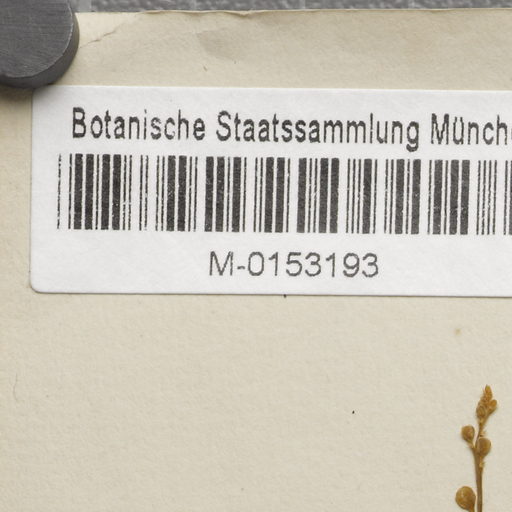 Botanische Staatssammlung Münch
M-0153193